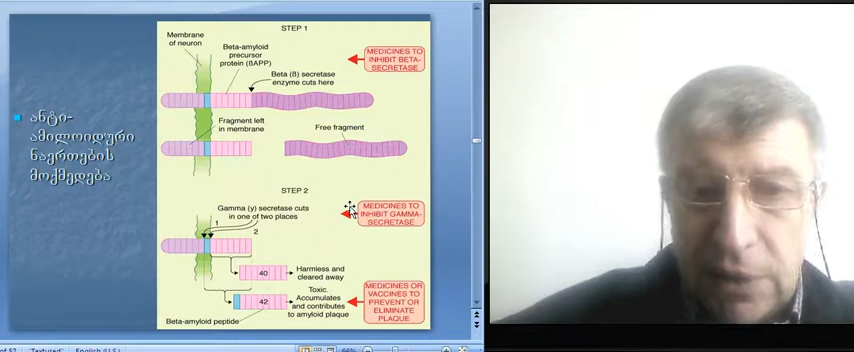 ანტი-
ამილოიდური
ნაერთების
მოქმედება
STEP 1
Membrane
of neuron
Beta-amyloid
precursor
protein (ßAPP)
MEDICINES TO
INHIBIT BETA-
SECRETASE
Beta (ß) secretase
enzyme cuts here
Fragment left
in membrane
Free fragment
STEP 2
Gamma (γ) secretase cuts
in one of two places
MEDICINES TO
INHIBIT GAMMA-
SECRETASE
1
2
40
Harmless and
cleared away
42
Toxic.
Accumulates
and contributes
to amyloid plaque
MEDICINES OR
VACCINES TO
PREVENT OR
ELIMINATE
PLAQUE
Beta-amyloid peptide
of 57
"Textured"
English (U.S.)
66%